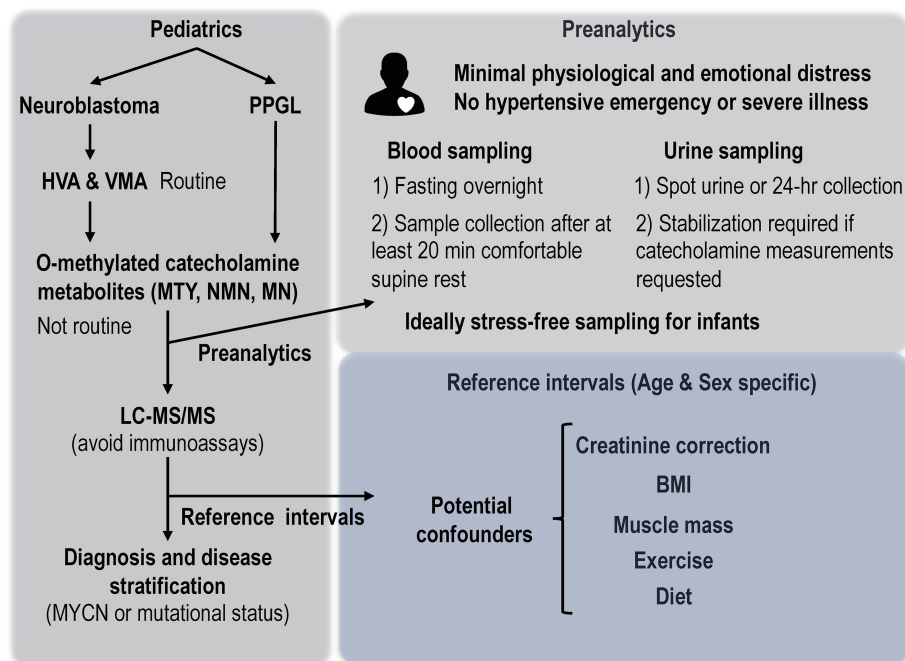 Pediatrics
Neuroblastoma
PPGL
HVA & VMA Routine
O-methylated catecholamine
metabolites (MTY, NMN, MN)
Not routine
Preanalytics
LC-MS/MS
(avoid immunoassays)
Reference intervals
Diagnosis and disease
stratification
(MYCN or mutational status)
Preanalytics
Minimal physiological and emotional distress
No hypertensive emergency or severe illness
Blood sampling
1) Fasting overnight
2) Sample collection after at
least 20 min comfortable
supine rest
Urine sampling
1) Spot urine or 24-hr collection
2) Stabilization required if
catecholamine measurements
requested
Ideally stress-free sampling for infants
Reference intervals (Age & Sex specific)
Potential
confounders
Creatinine correction
BMI
Muscle mass
Exercise
Diet